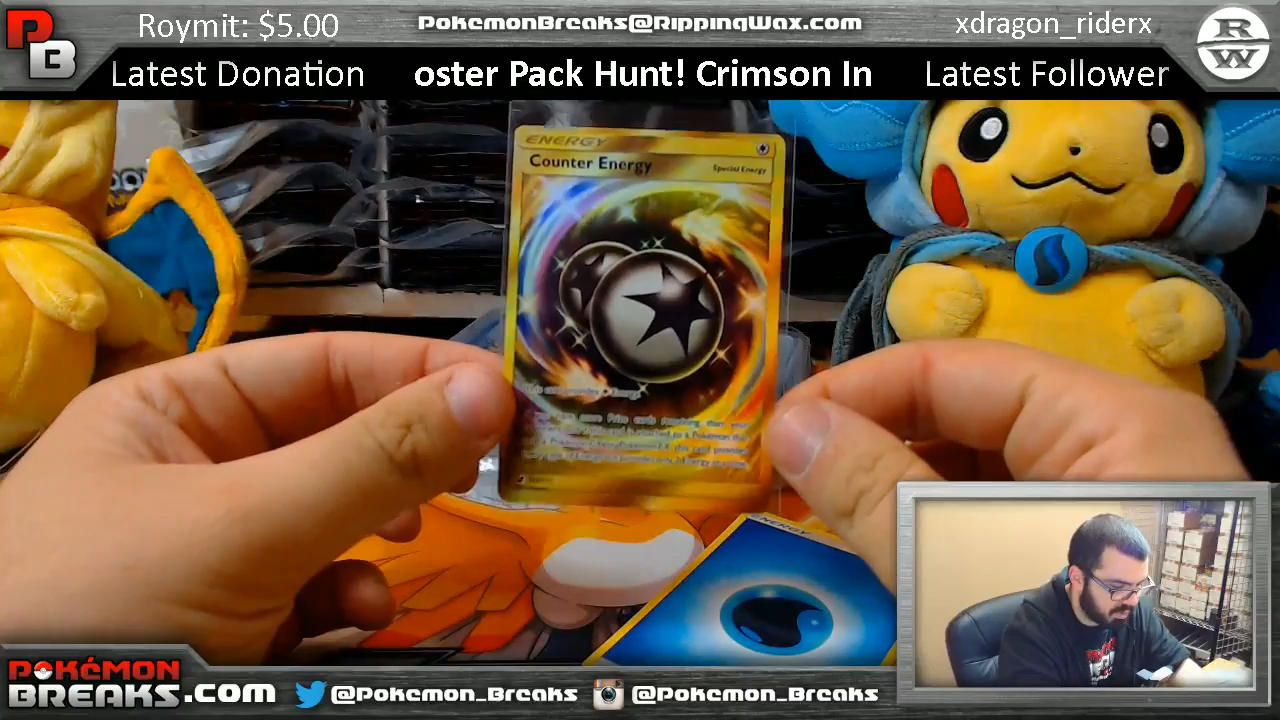 Roymit: $5.00
PokemonBreaks@RippingWax.com
xdragon_riderx
PB
Latest Donation
oster Pack Hunt! Crimson In
Latest Follower
RW
ENERGY
Counter Energy
Special Energy
ENERGY
POKéMON
BREAKS.com
@Pokemon_Breaks
@Pokemon_Breaks